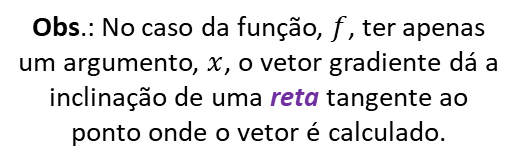 Obs.: No caso da função, f, ter apenas
um argumento, x, o vetor gradiente dá a
inclinação de uma reta tangente ao
ponto onde o vetor é calculado.